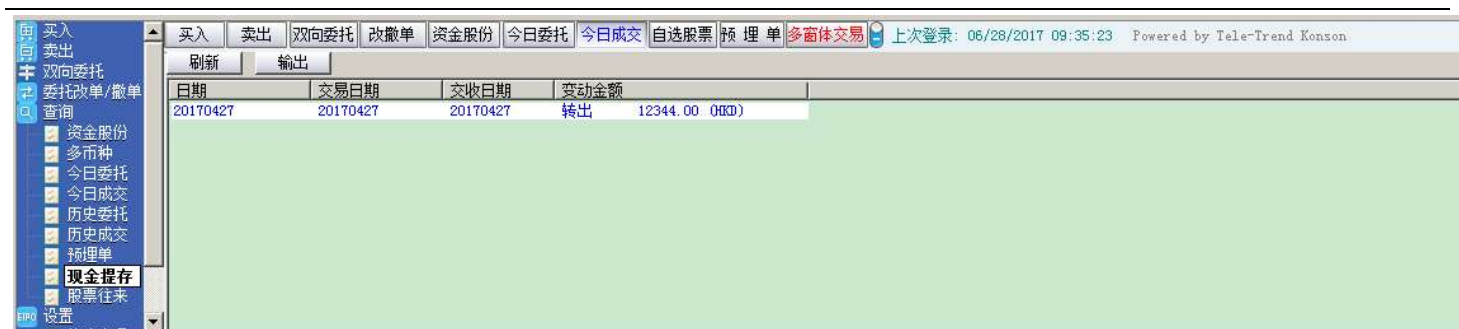 买入 卖出 双向委托 改撤单 资金股份 今日委托 今日成交 自选股票 预 埋 单 多窗体交易 上次登录: 06/28/2017 09:35:23 Powered by Tele-Trend Konson
刷新 输出
日期 交易日期 交收日期 变动金额
20170427 20170427 20170427 转出 12344.00 (HKD)
买入
卖出
双向委托
委托改单/撤单
查询
资金股份
多币种
今日委托
今日成交
历史委托
历史成交
预埋单
现金提存
股票往来
EIPO 设置